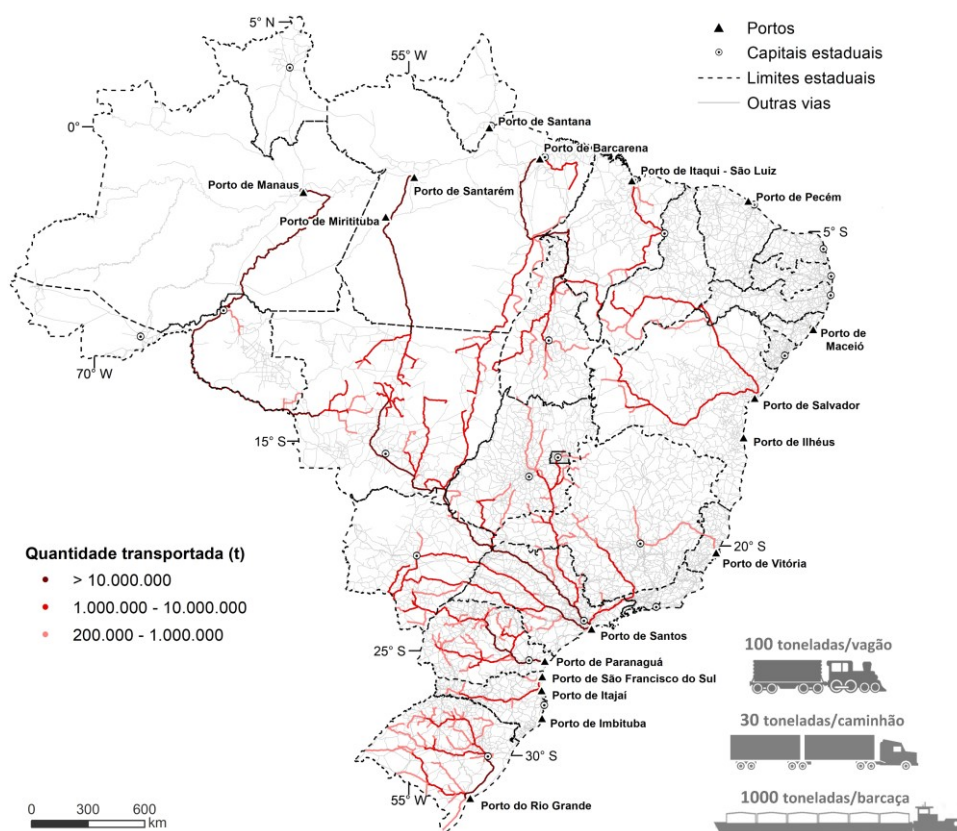 5° N
55° W
Portos
Capitais estaduais
Limites estaduais
Outras vias
0°
Porto de Santana
Porto de Barcarena
Porto de Itaqui - São Luiz
Porto de Manaus
Porto de Santarém
Porto de Pecém
Porto de Miritituba
5° S
Porto de
Maceió
70° W
Porto de Salvador
15° S
Porto de Ilhéus
Quantidade transportada (t)
> 10.000.000
1.000.000 - 10.000.000
200.000 - 1.000.000
20° S
Porto de Vitória
Porto de Santos
25° S
Porto de Paranaguá
Porto de São Francisco do Sul
Porto de Itajaí
Porto de Imbituba
30° S
55° W
Porto do Rio Grande
0 300 600
km
100 toneladas/vagão
30 toneladas/caminhão
1000 toneladas/barcaça